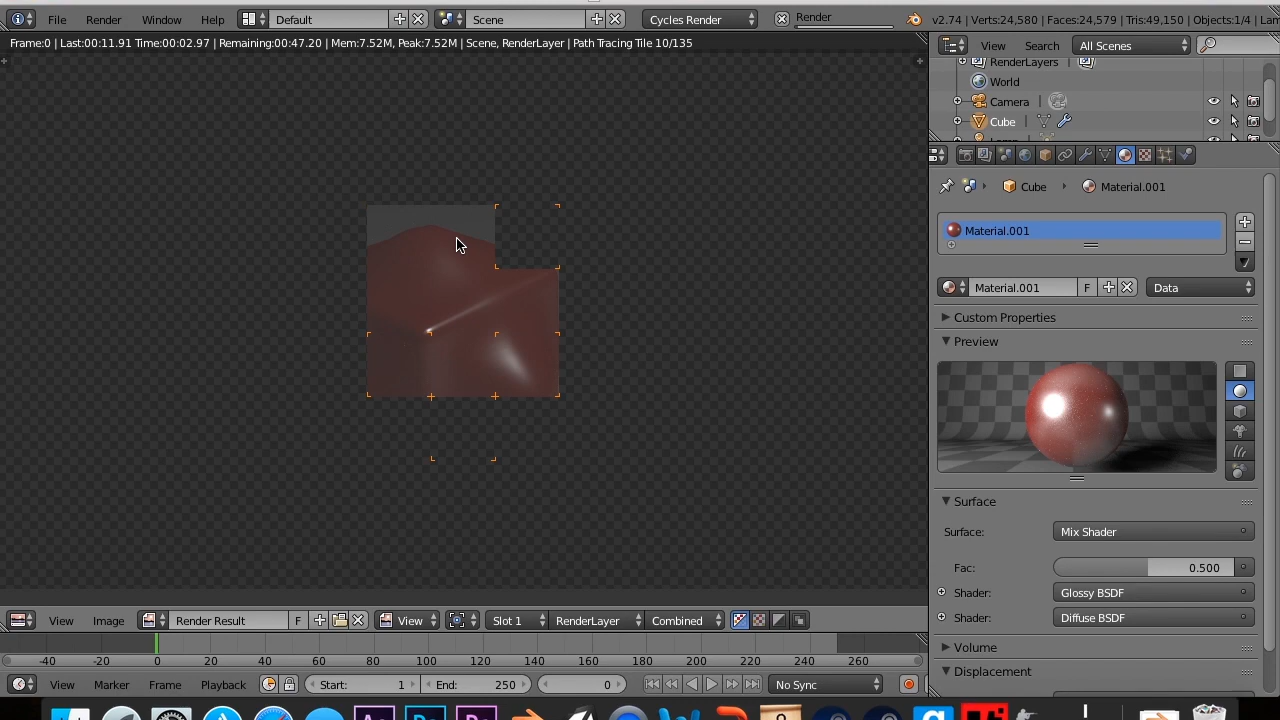 File Render Window Help Default Scene Cycles Render Render v2.74 | Verts:24,580 | Faces:24,579 | Tris:49,150 | Objects:1/4 |
Frame:0 | Last:00:11.91 Time:00:02.97 | Remaining:00:47.20 | Mem:7.52M, Peak:7.52M | Scene, RenderLayer | Path Tracing Tile 10/135
View Search All Scenes
RenderLayers
World
Camera
Cube
Cube Material.001
Material.001
Material.001 F Data
Custom Properties
Preview
Surface
Surface: Mix Shader
Fac: 0.500
Shader: Glossy BSDF
Shader: Diffuse BSDF
Volume
Displacement
View Image Render Result F View Slot 1 RenderLayer Combined
-40 -20 0 20 40 60 80 100 120 140 160 180 200 220 240 260
View Marker Frame Playback Start: 1 End: 250 0 No Sync